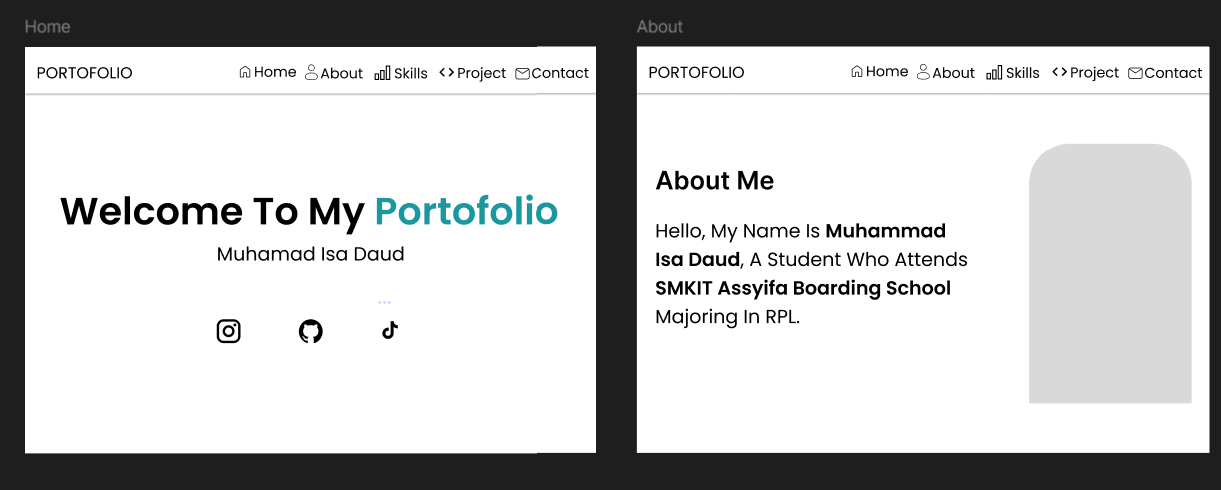 Home
PORTOFOLIO Home About Skills Project Contact
Welcome To My Portofolio
Muhamad Isa Daud
About
PORTOFOLIO Home About Skills Project Contact
About Me
Hello, My Name Is Muhammad
Isa Daud, A Student Who Attends
SMKIT Assyifa Boarding School
Majoring In RPL.